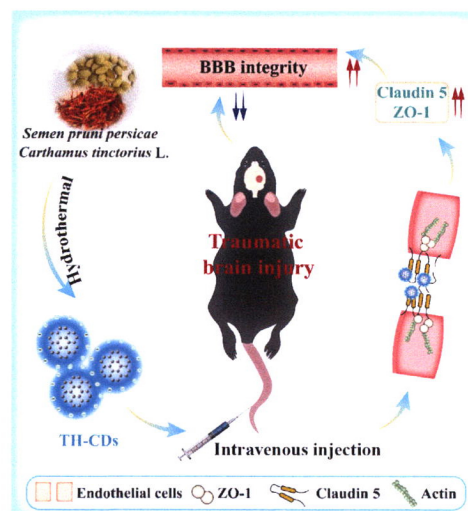 BBB integrity
Claudin 5
ZO-1
Semen pruni persicae
Carthamus tinctorius L.
Hydrothermal
Traumatic
brain injury
TH-CDs
Intravenous injection
Endothelial cells
ZO-1
Claudin 5
Actin